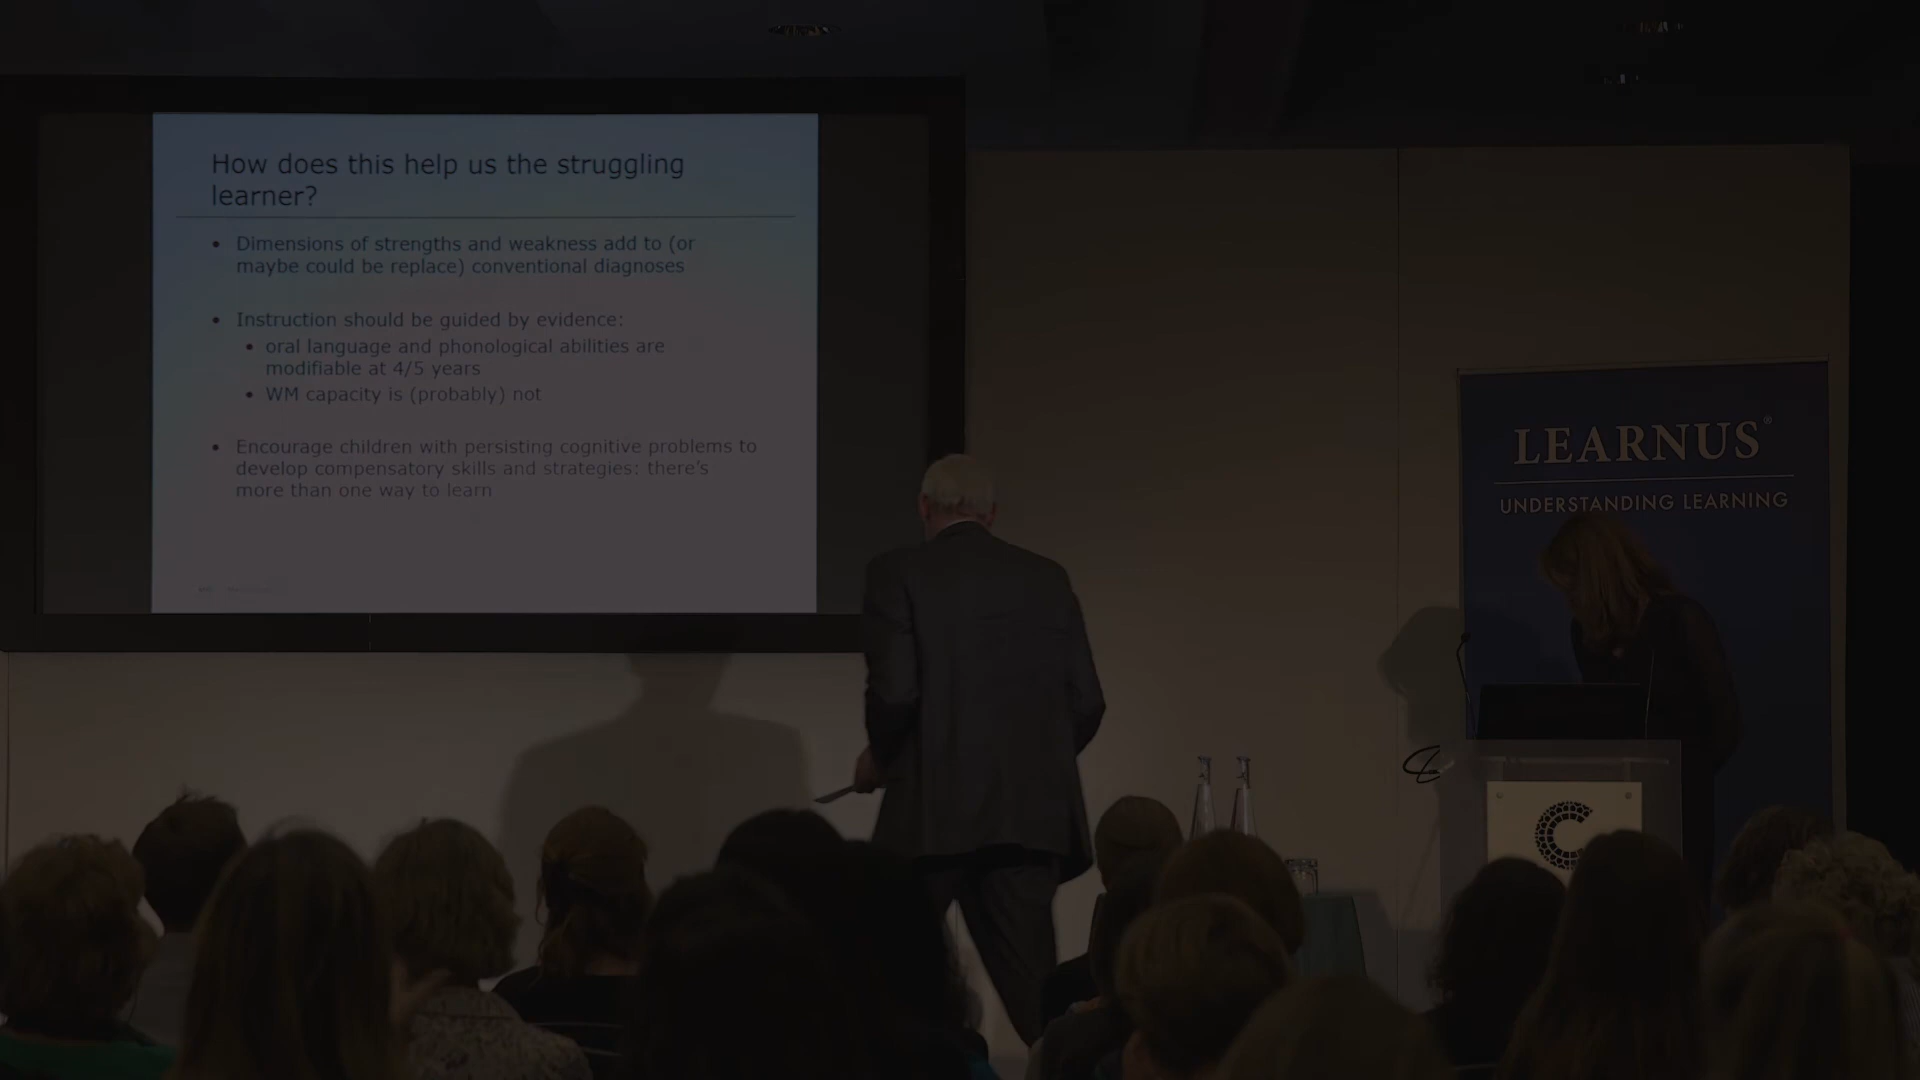 How does this help us the struggling
learner?
• Dimensions of strengths and weakness add to (or
maybe could be replace) conventional diagnoses
• Instruction should be guided by evidence:
• oral language and phonological abilities are
modifiable at 4/5 years
• WM capacity is (probably) not
• Encourage children with persisting cognitive problems to
develop compensatory skills and strategies: there's
more than one way to learn
LEARNUS®
UNDERSTANDING LEARNING